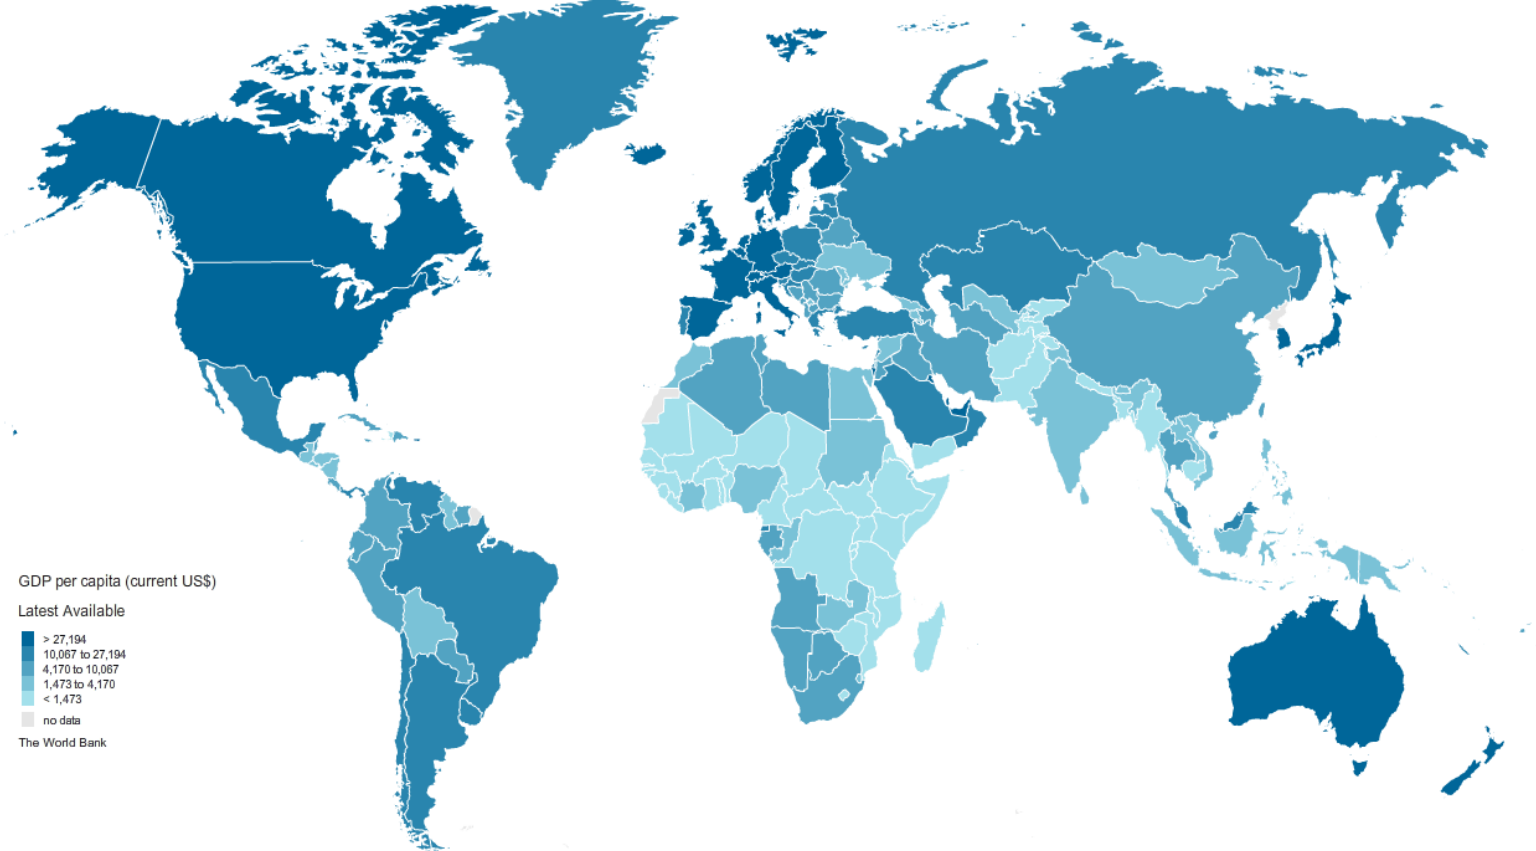 GDP per capita (current US$)
Latest Available
> 27,194
10,067 to 27,194
4,170 to 10,067
1,473 to 4,170
< 1,473
no data
The World Bank